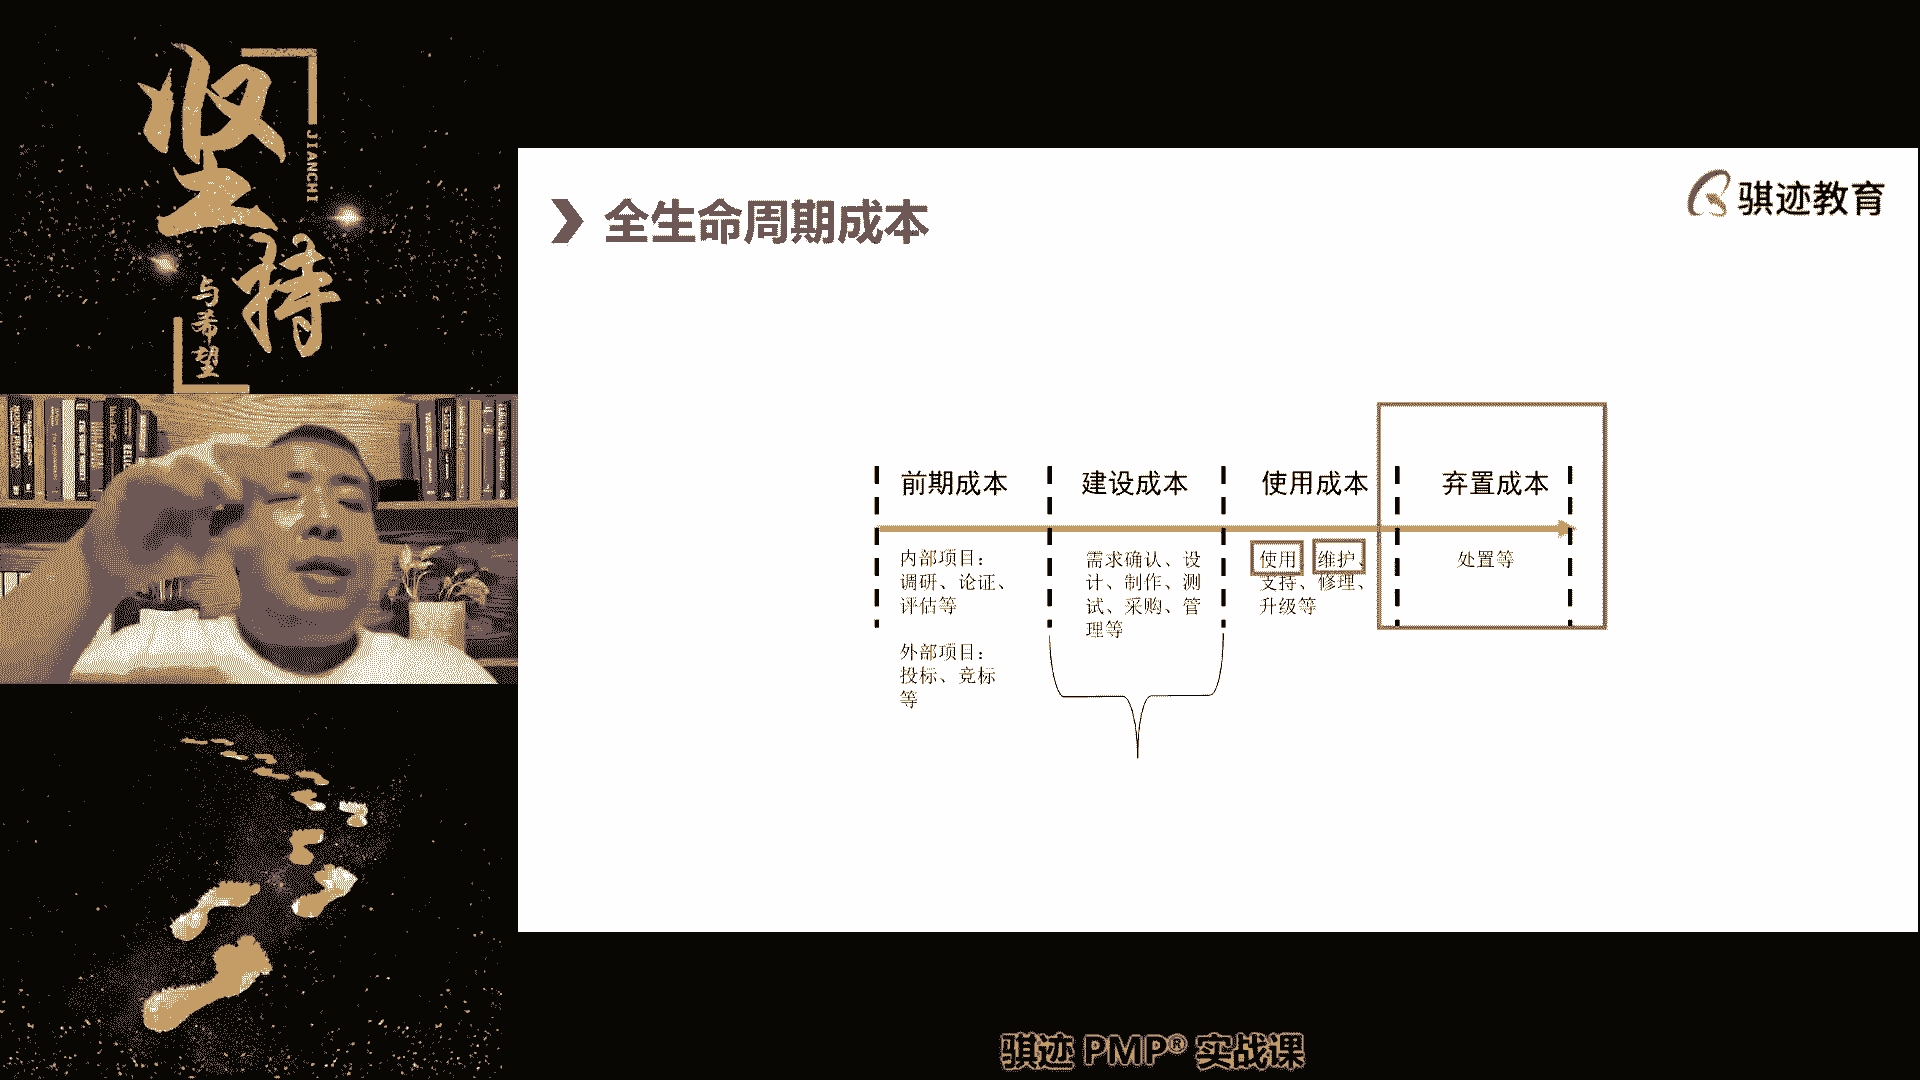 坚持
JIANCHI
与希望
骐迹教育
全生命周期成本
前期成本
建设成本
使用成本
弃置成本
内部项目：
调研、论证、
评估等
外部项目：
投标、竞标
等
需求确认、设
计、制作、测
试、采购、管
理等
使用、维护、
支持、修理、
升级等
处置等
骐迹 PMP® 实战课